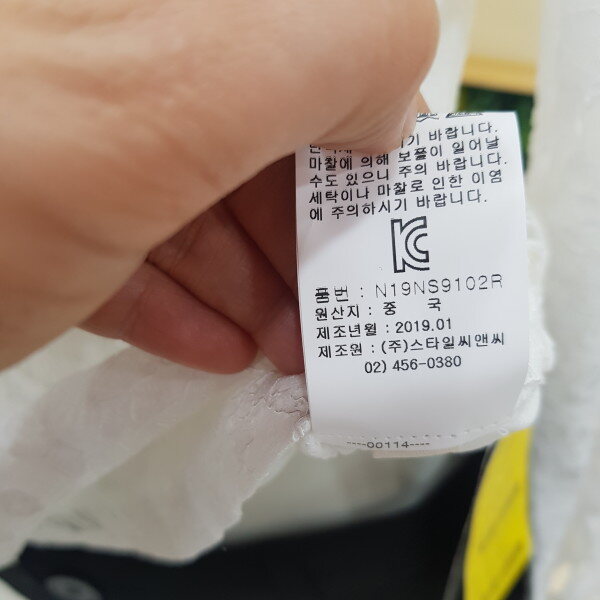 기 바랍니다.
마찰에 의해 보풀이 일어날
수도 있으니 주의 바랍니다.
세탁이나 마찰로 인한 이염
에 주의하시기 바랍니다.
품번 : N19NS9102R
원산지 : 중 국
제조년월 : 2019.01
제조원 : (주)스타일씨앤씨
02) 456-0380
----00114----